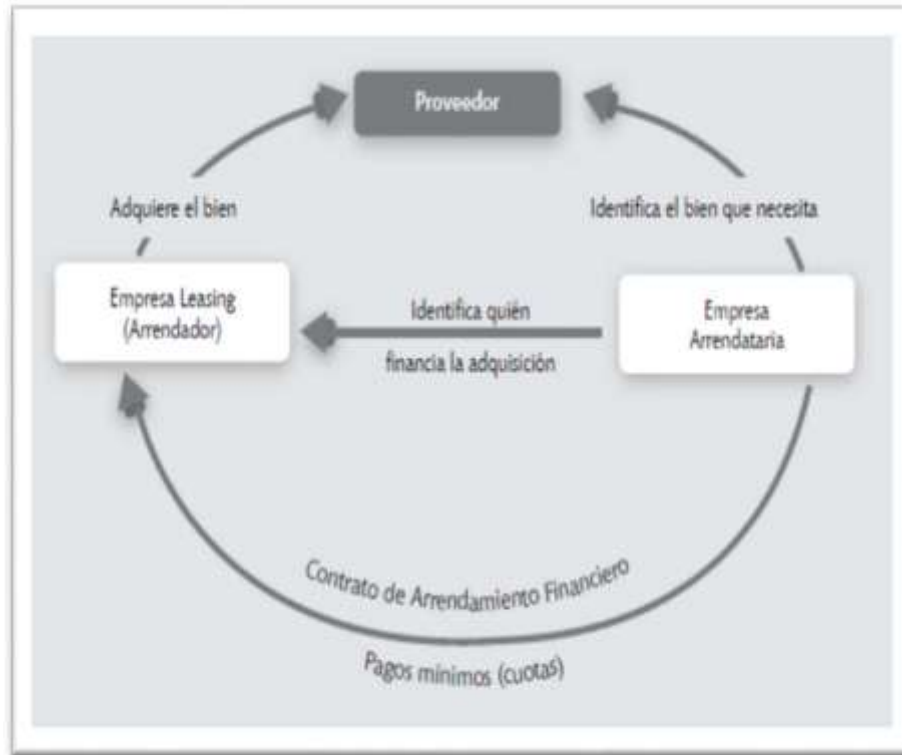 Proveedor
Adquiere el bien
Identifica el bien que necesita
Empresa Leasing
(Arrendador)
Identifica quién
financia la adquisición
Empresa
Arrendataria
Contrato de Arrendamiento Financiero
Pagos mínimos (cuotas)